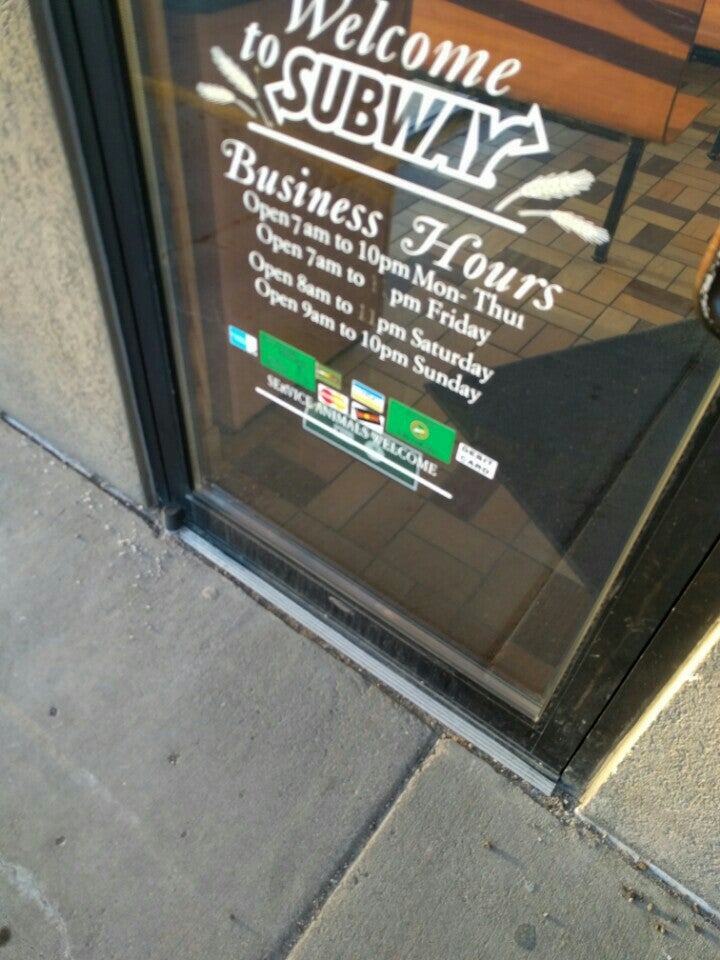 Welcome
to SUBWAY
Business Hours
Open 7am to 10pm Mon- Thur
Open 7am to pm Friday
Open 8am to 11pm Saturday
Open 9am to 10pm Sunday
SERVICE ANIMALS WELCOME
DEBIT
CARD